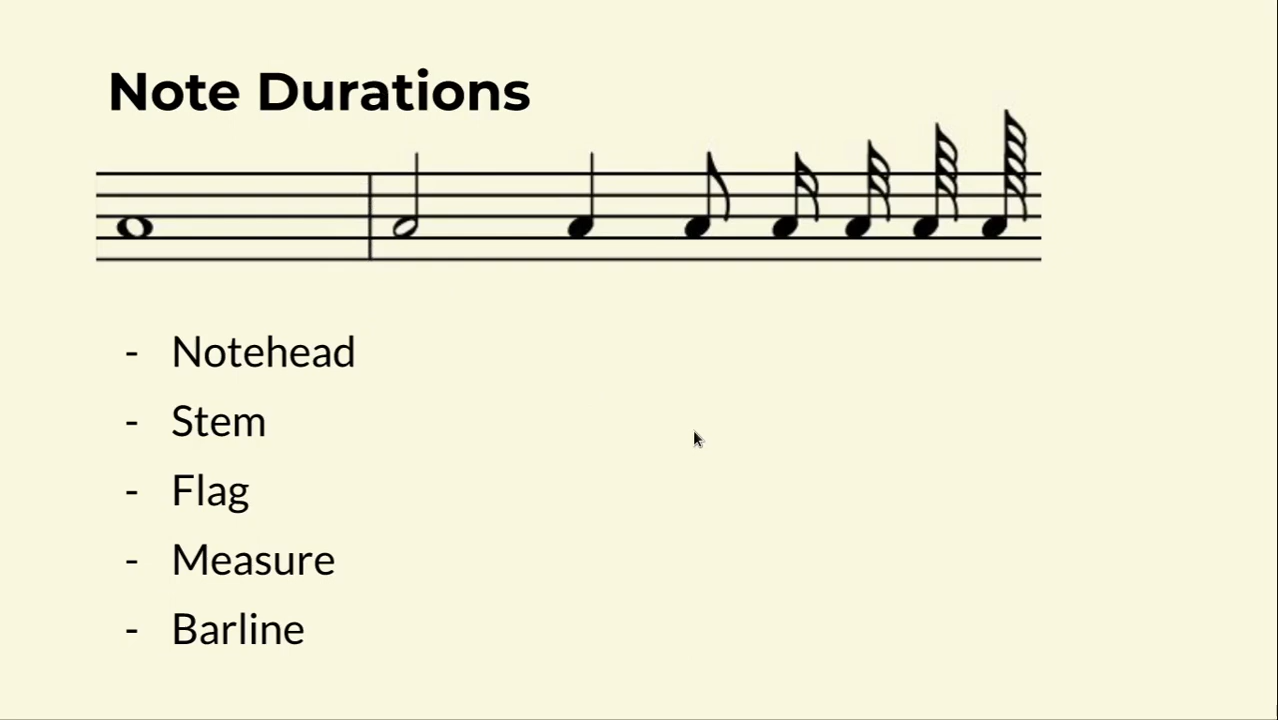 Note Durations
- Notehead
- Stem
- Flag
- Measure
- Barline